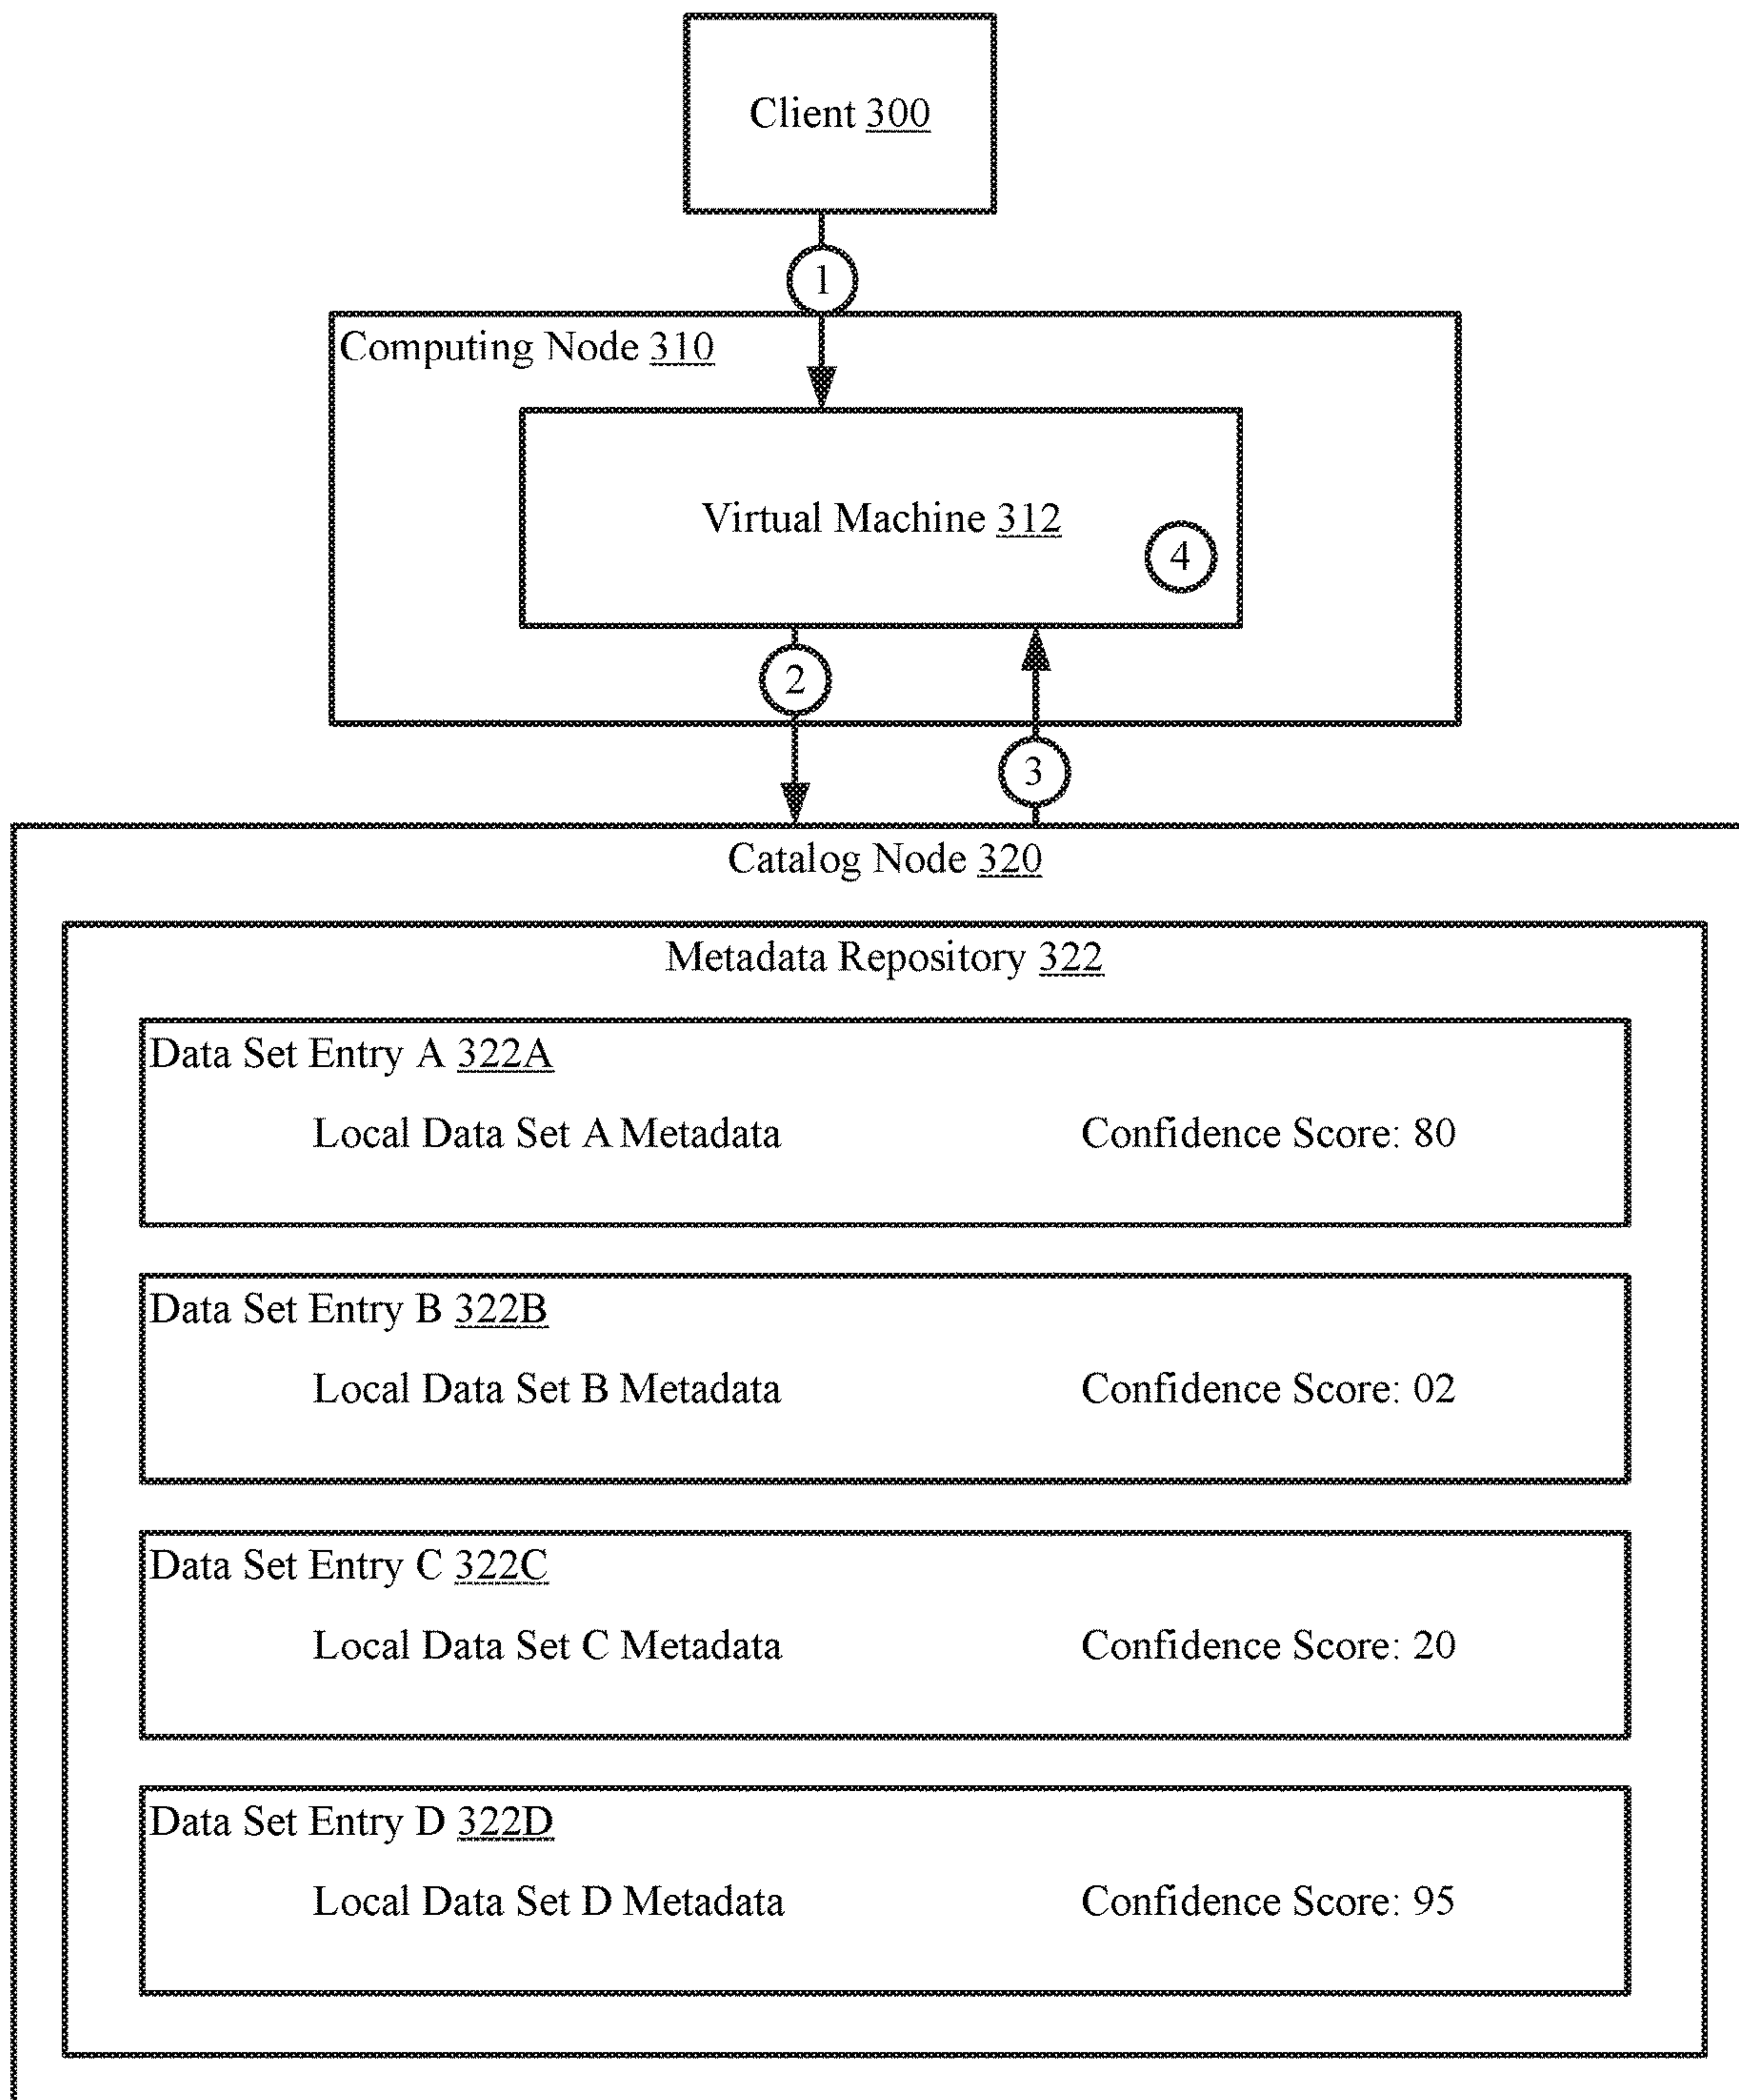 Client 300
1
Computing Node 310
Virtual Machine 312
4
2
3
Catalog Node 320
Metadata Repository 322
Data Set Entry A 322A
Local Data Set A Metadata Confidence Score: 80
Data Set Entry B 322B
Local Data Set B Metadata Confidence Score: 02
Data Set Entry C 322C
Local Data Set C Metadata Confidence Score: 20
Data Set Entry D 322D
Local Data Set D Metadata Confidence Score: 95